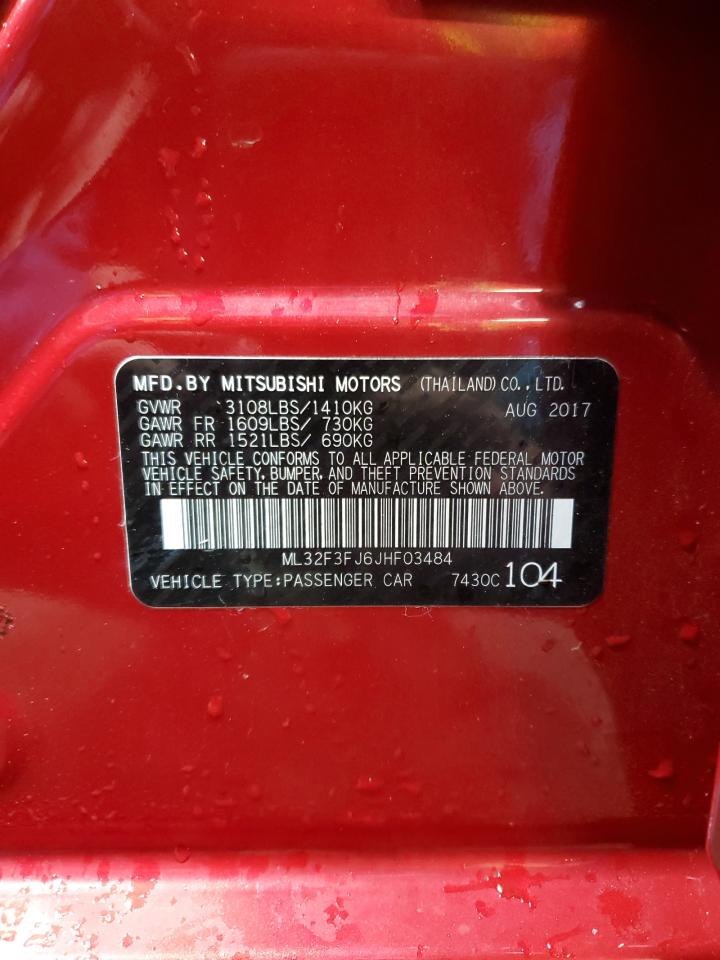 MFD.BY MITSUBISHI MOTORS (THAILAND) CO., LTD.
GVWR 3108LBS/1410KG AUG 2017
GAWR FR 1609LBS/ 730KG
GAWR RR 1521LBS/ 690KG
THIS VEHICLE CONFORMS TO ALL APPLICABLE FEDERAL MOTOR
VEHICLE SAFETY, BUMPER, AND THEFT PREVENTION STANDARDS
IN EFFECT ON THE DATE OF MANUFACTURE SHOWN ABOVE.
ML32F3FJ6JHF03484
VEHICLE TYPE:PASSENGER CAR 7430C 104